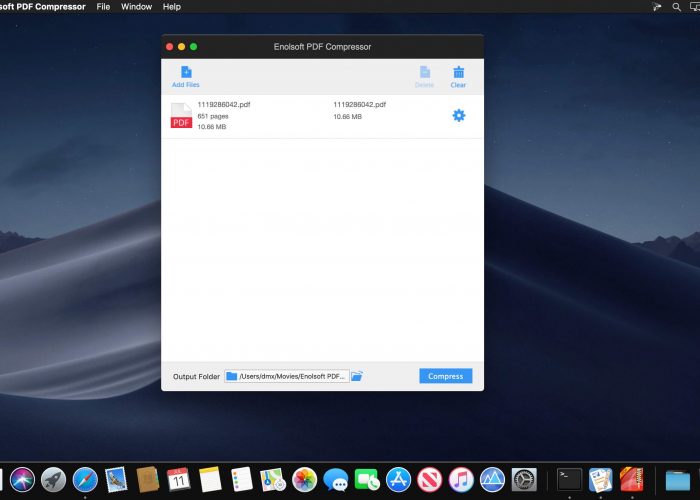 lsoft PDF Compressor File Window Help
Enolsoft PDF Compressor
Add Files Delete Clear
1119286042.pdf 1119286042.pdf
651 pages 10.66 MB
10.66 MB
PDF
Output Folder /Users/dmx/Movies/Enolsoft PDF... Compress
11